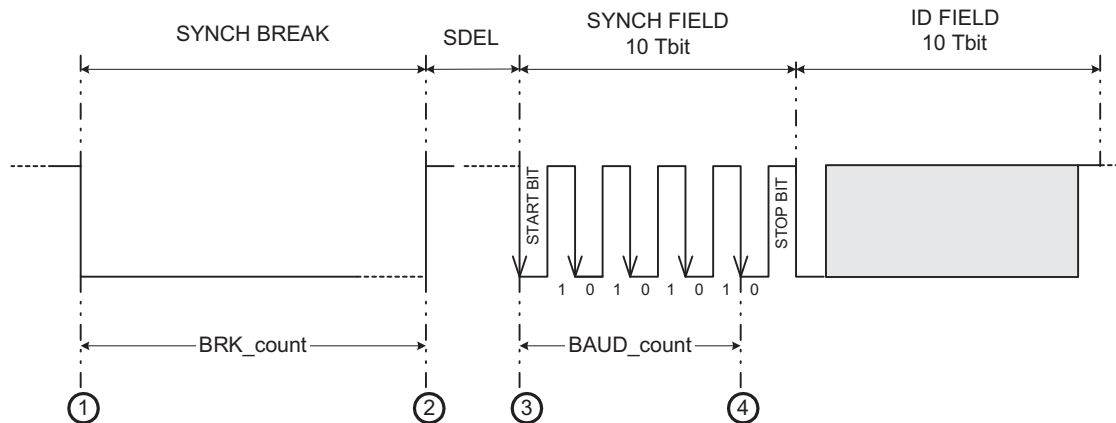 SYNCH BREAK
SDEL
SYNCH FIELD
10 Tbit
ID FIELD
10 Tbit
START BIT
STOP BIT
1 0 1 0 1 0 1 0
BRK_count
BAUD_count
1
2
3
4